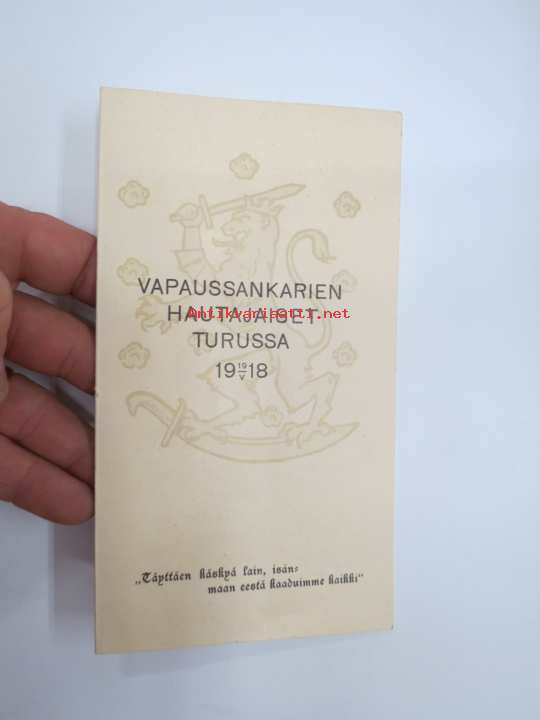 VAPAUSSANKARIEN
HAUTAJAISET
Antikvariaatti.net
TURUSSA
19 19/V 18
„Täyttäen käskyä lain, isän=
maan eestä kaaduimme kaikki“